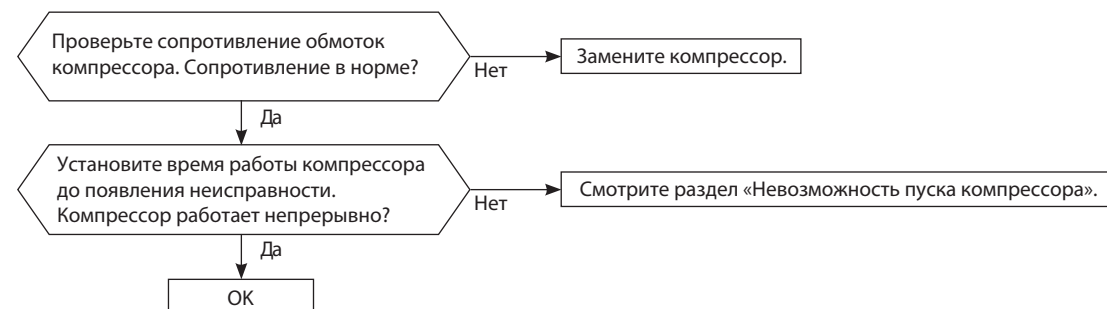 Проверьте сопротивление обмоток
компрессора. Сопротивление в норме?
Нет
Замените компрессор.
Да
Установите время работы компрессора
до появления неисправности.
Компрессор работает непрерывно?
Нет
Смотрите раздел «Невозможность пуска компрессора».
Да
OK